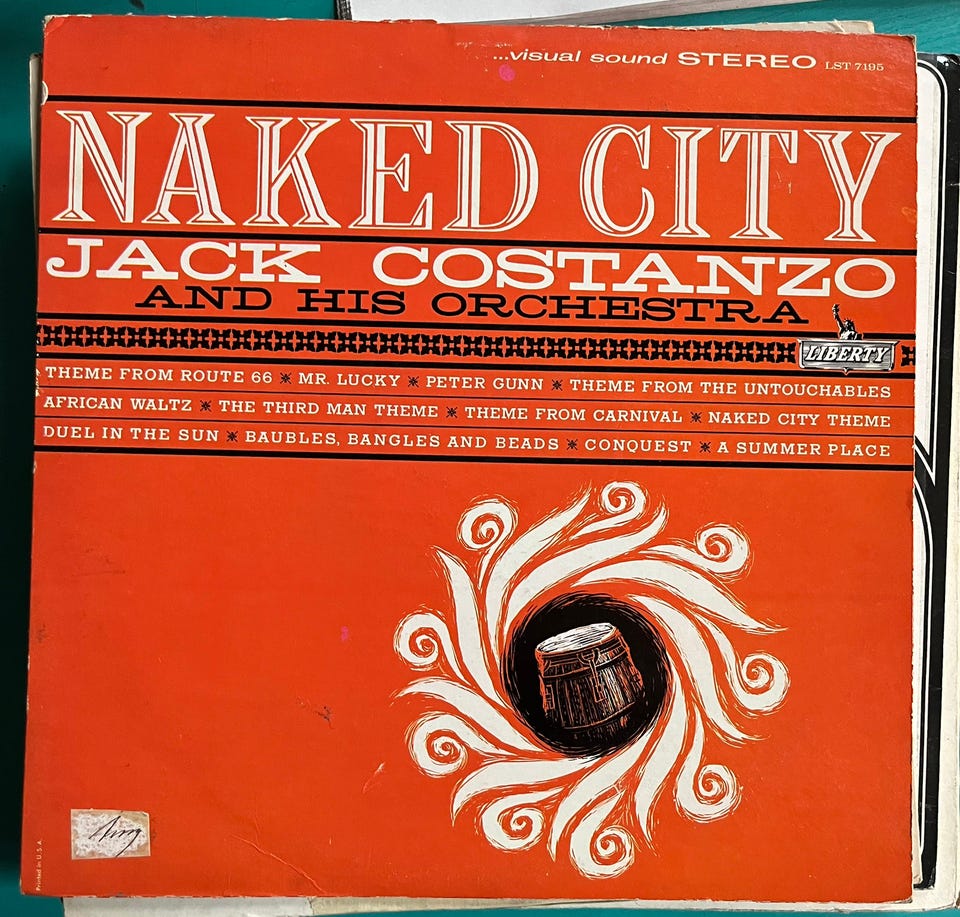 ...visual sound STEREO LST 7195
NAKED CITY
JACK COSTANZO
AND HIS ORCHESTRA
LIBERTY
THEME FROM ROUTE 66 ⁕ MR. LUCKY ⁕ PETER GUNN ⁕ THEME FROM THE UNTOUCHABLES
AFRICAN WALTZ ⁕ THE THIRD MAN THEME ⁕ THEME FROM CARNIVAL ⁕ NAKED CITY THEME
DUEL IN THE SUN ⁕ BAUBLES, BANGLES AND BEADS ⁕ CONQUEST ⁕ A SUMMER PLACE
Printed in U.S.A.